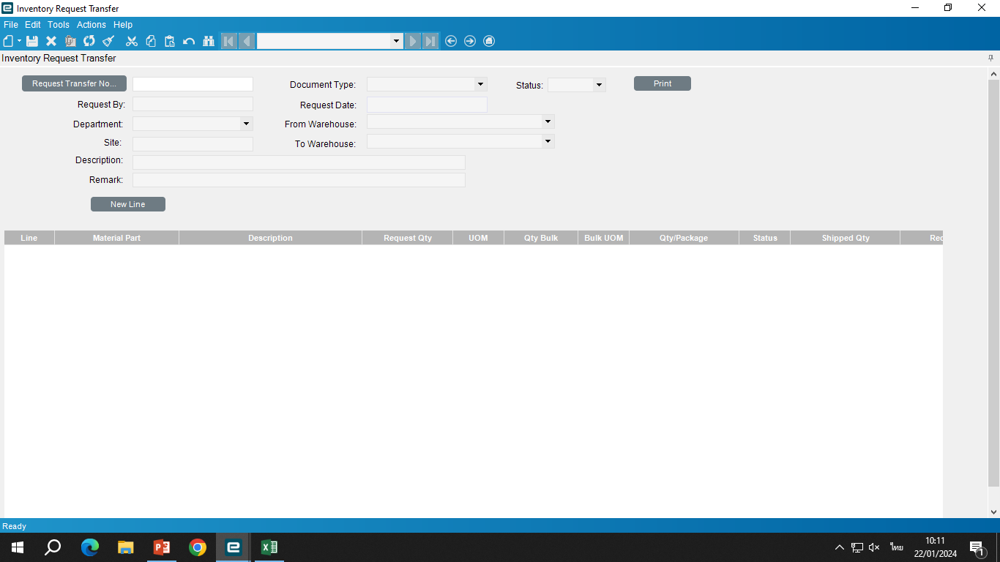 Inventory Request Transfer
File Edit Tools Actions Help
Inventory Request Transfer
Request Transfer No... Document Type: Status: Print
Request By: Request Date:
Department: From Warehouse:
Site: To Warehouse:
Description:
Remark:
New Line
Line Material Part Description Request Qty UOM Qty Bulk Bulk UOM Qty/Package Status Shipped Qty Rec
Ready
ไทย 10:11
22/01/2024 1